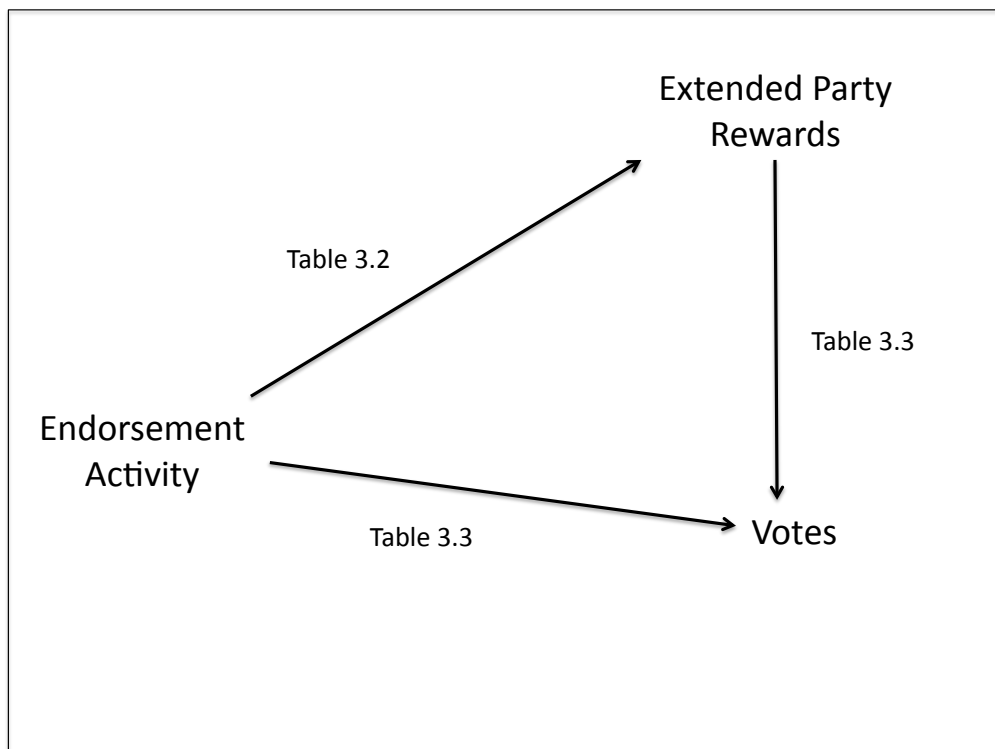 Extended Party
Rewards
Table 3.2
Table 3.3
Endorsement
Activity
Table 3.3
Votes